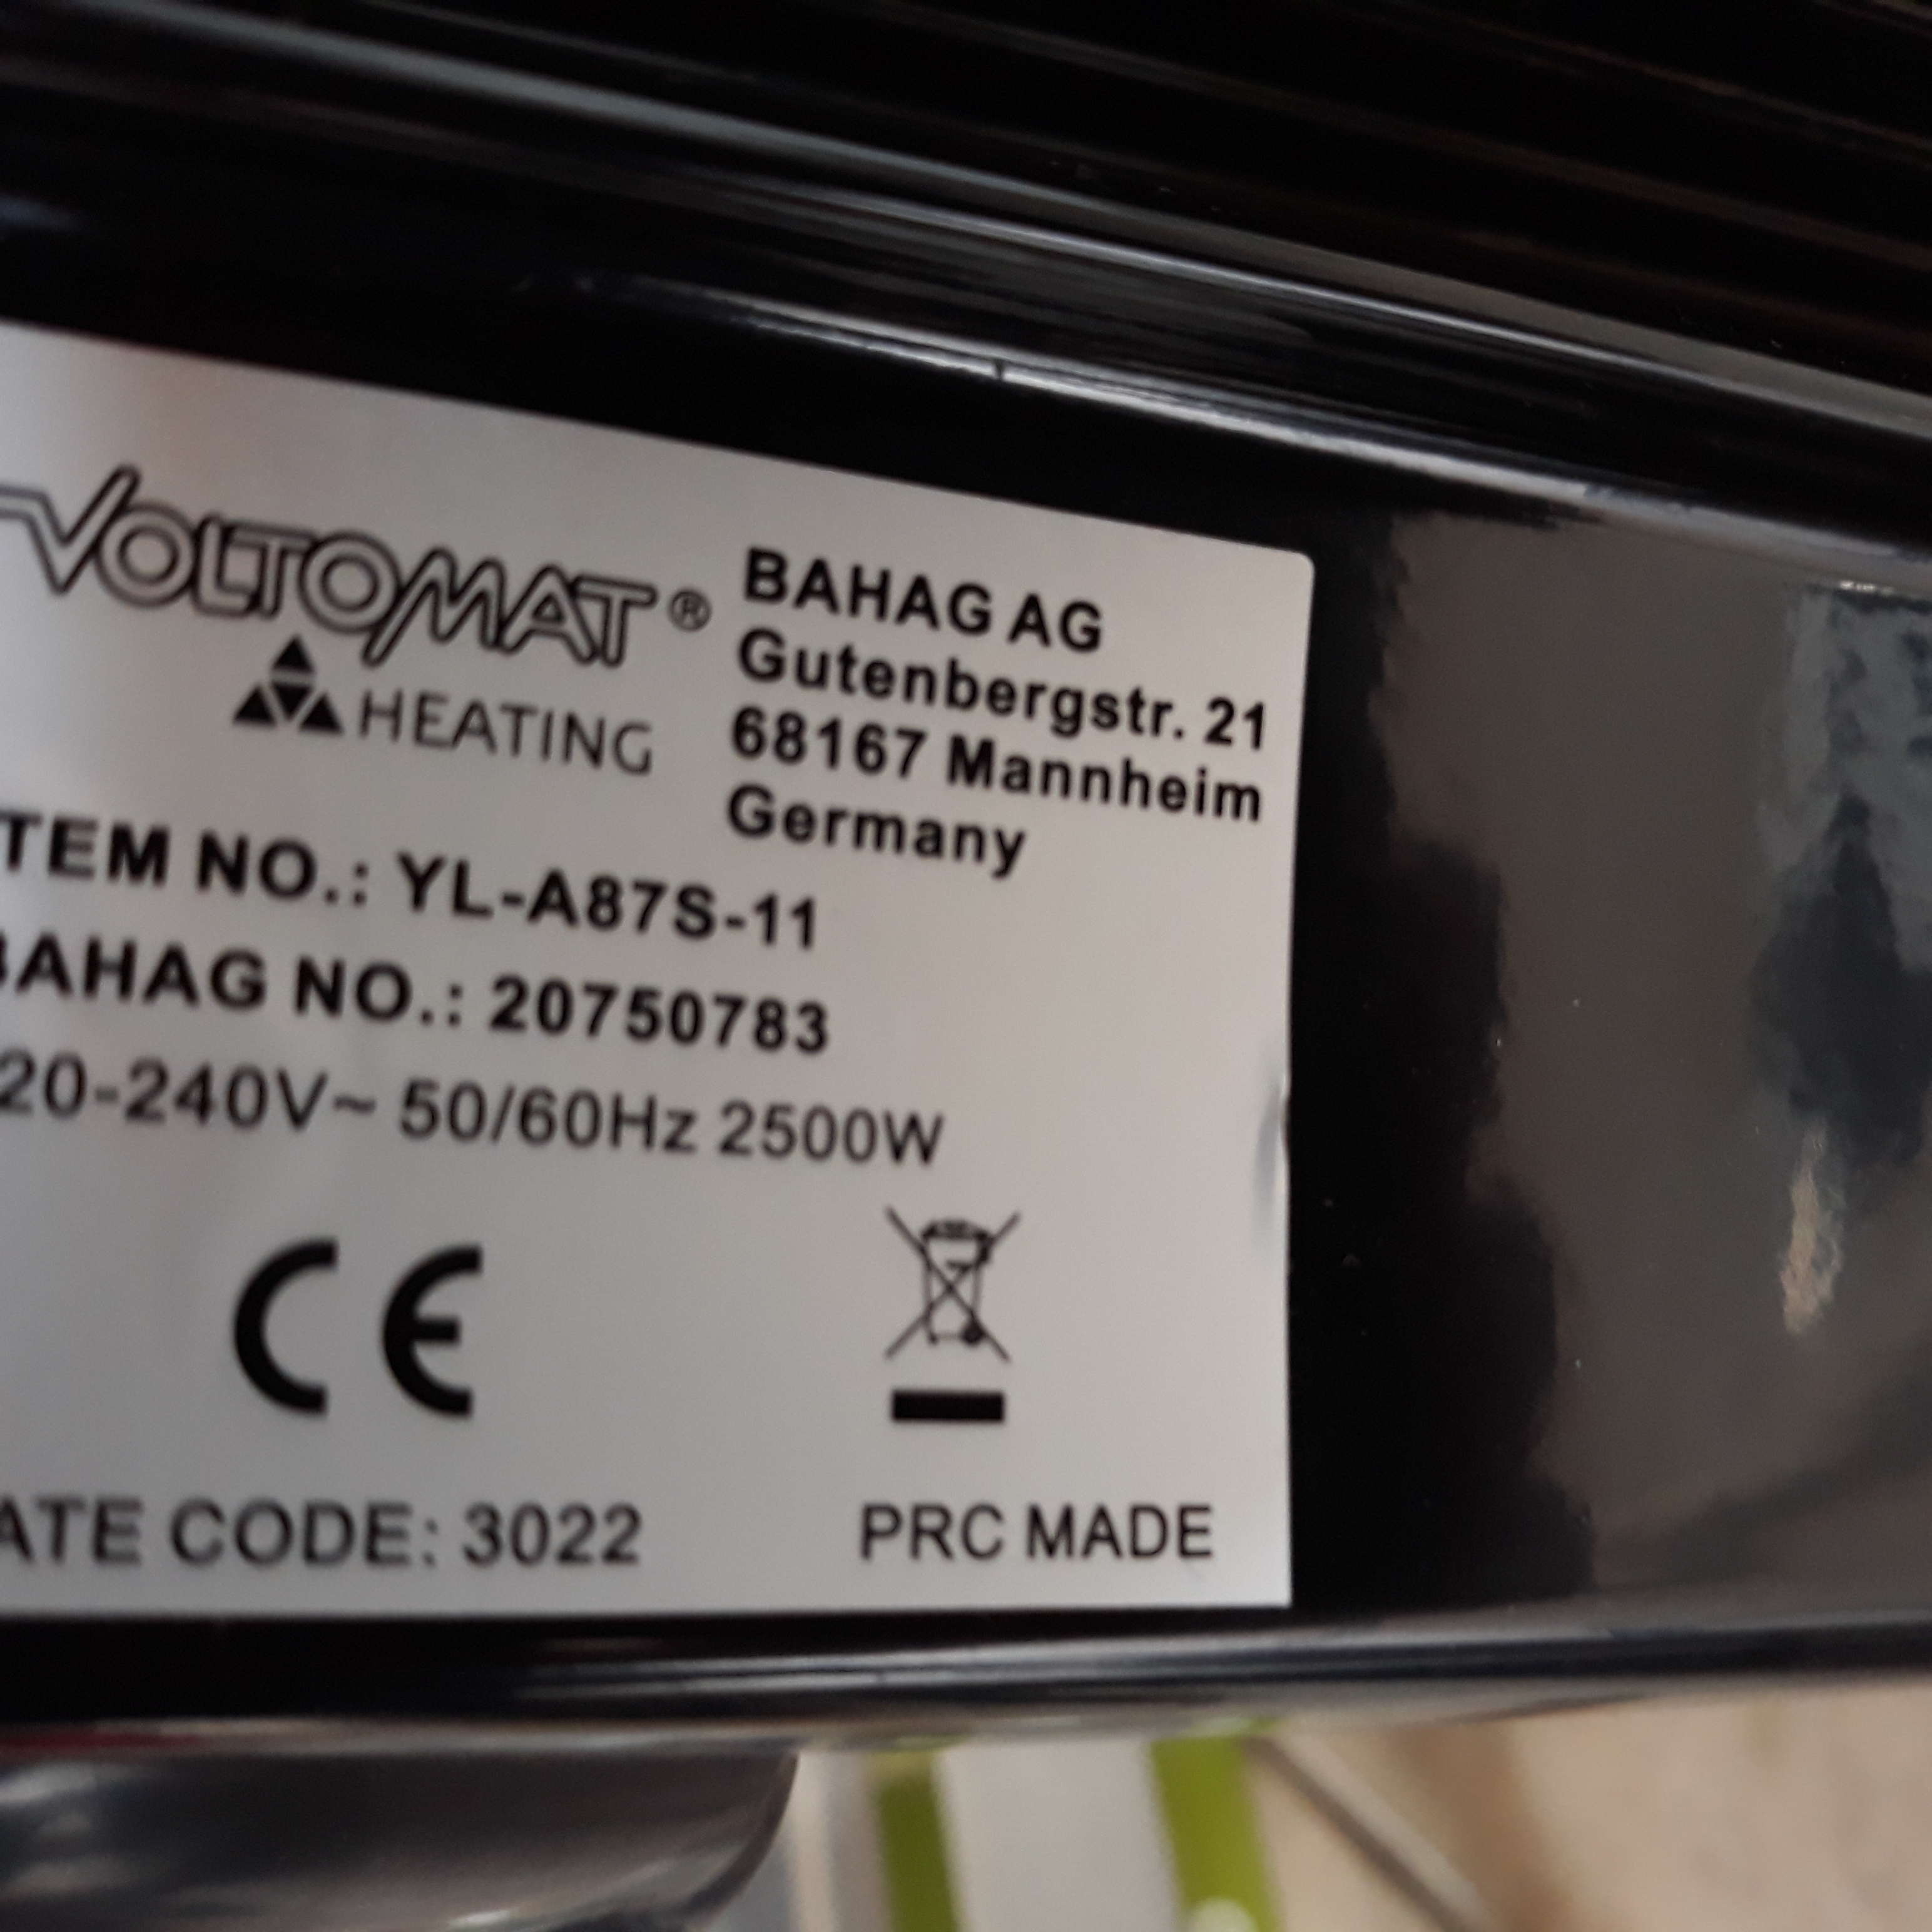 VOLTOMAT®
HEATING
BAHAG AG
Gutenbergstr. 21
68167 Mannheim
Germany
TEM NO.: YL-A87S-11
BAHAG NO.: 20750783
20-240V~ 50/60Hz 2500W
CE
ATE CODE: 3022
PRC MADE